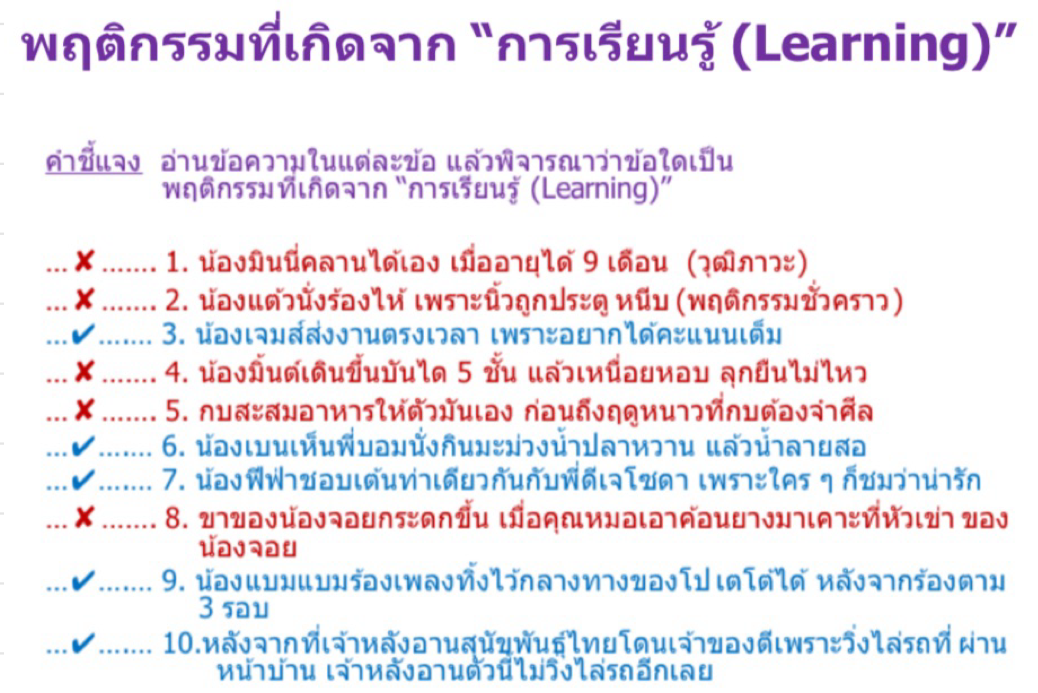 พฤติกรรมที่เกิดจาก “การเรียนรู้ (Learning)”
คำชี้แจง อ่านข้อความในแต่ละข้อ แล้วพิจารณาว่าข้อใดเป็น
พฤติกรรมที่เกิดจาก “การเรียนรู้ (Learning)”
... ✘ ....... 1. น้องมินนี่คลานได้เอง เมื่ออายุได้ 9 เดือน (วุฒิภาวะ)
... ✘ ....... 2. น้องแต้วนั่งร้องไห้ เพราะนิ้วถูกประตู หนีบ (พฤติกรรมชั่วคราว)
...✔....... 3. น้องเจมส์ส่งงานตรงเวลา เพราะอยากได้คะแนนเต็ม
... ✘ ....... 4. น้องมิ้นต์เดินขึ้นบันได 5 ชั้น แล้วเหนื่อยหอบ ลุกยืนไม่ไหว
... ✘ ....... 5. กบสะสมอาหารให้ตัวมันเอง ก่อนถึงฤดูหนาวที่กบต้องจำศีล
...✔....... 6. น้องเบนเห็นพี่บอมนั่งกินมะม่วงน้ำปลาหวาน แล้วน้ำลายสอ
...✔....... 7. น้องฟีฟ่าชอบเต้นท่าเดียวกันกับพี่ดีเจโซดา เพราะใคร ๆ ก็ชมว่าน่ารัก
... ✘ ....... 8. ขาของน้องจอยกระดกขึ้น เมื่อคุณหมอเอาค้อนยางมาเคาะที่หัวเข่า ของ
น้องจอย
...✔....... 9. น้องแบมแบมร้องเพลงทิ้งไว้กลางทางของโปเตโต้ได้ หลังจากร้องตาม
3 รอบ
...✔....... 10.หลังจากที่เจ้าหลังอานสุนัขพันธุ์ไทยโดนเจ้าของตีเพราะวิ่งไล่รถที่ ผ่าน
หน้าบ้าน เจ้าหลังอานตัวนี้ไม่วิ่งไล่รถอีกเลย